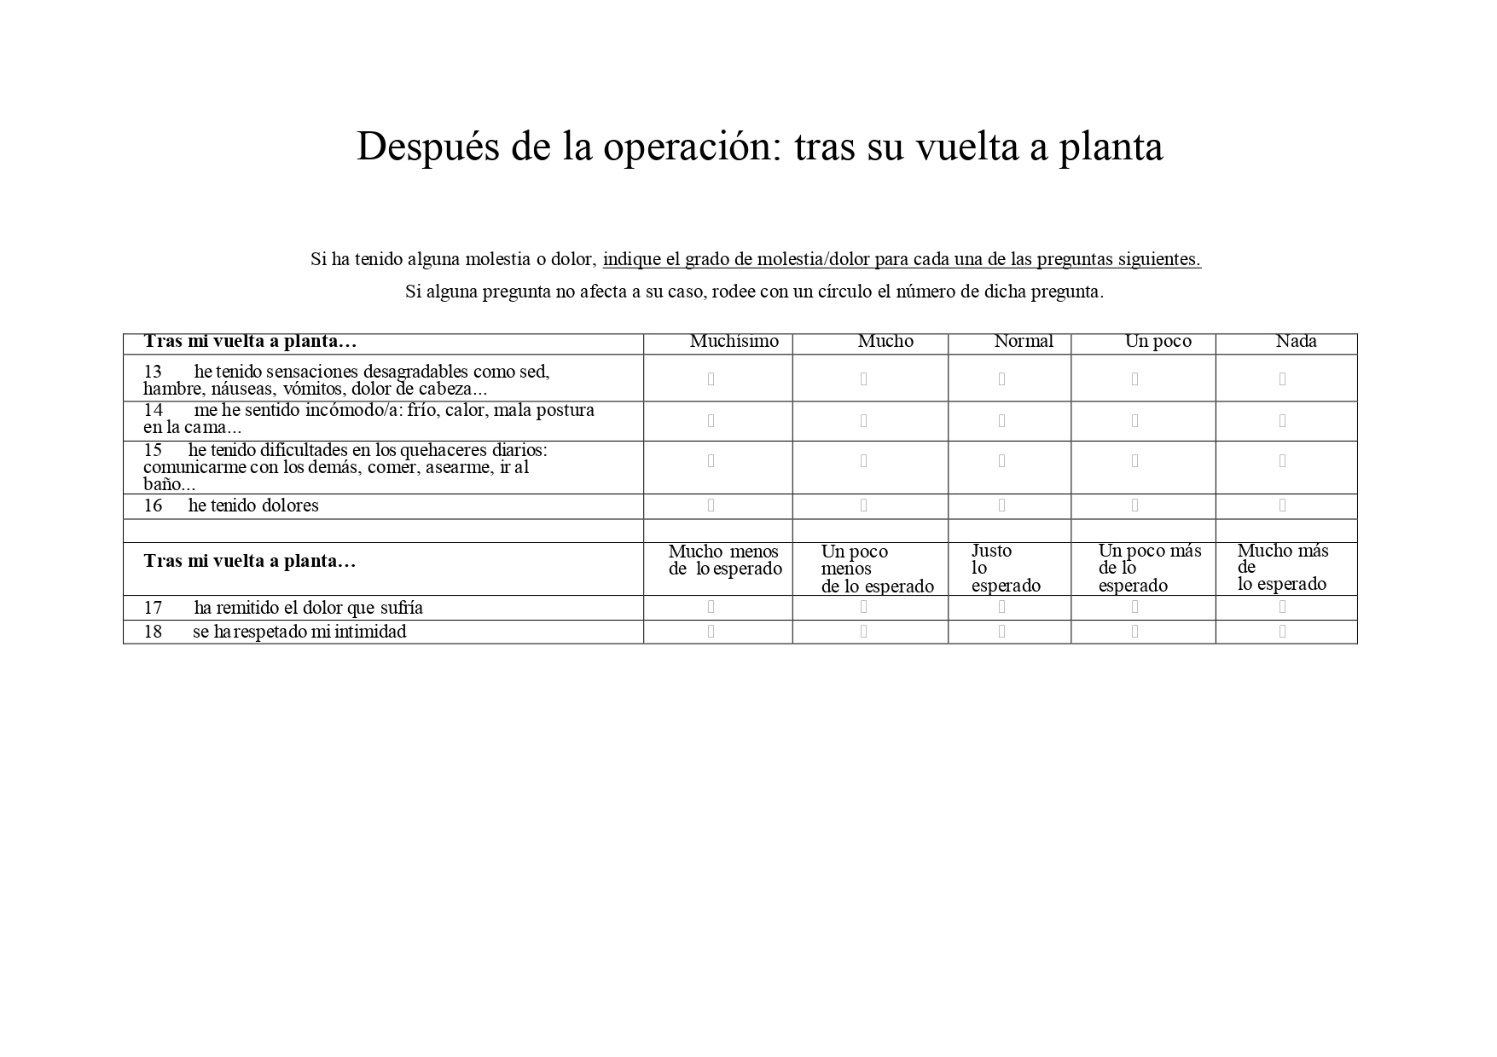 Después de la operación: tras su vuelta a planta
Si ha tenido alguna molestia o dolor, indique el grado de molestia/dolor para cada una de las preguntas siguientes.
Si alguna pregunta no afecta a su caso, rodee con un círculo el número de dicha pregunta.
Tras mi vuelta a planta… Muchísimo Mucho Normal Un poco Nada
13 he tenido sensaciones desagradables como sed,
hambre, náuseas, vómitos, dolor de cabeza...
14 me he sentido incómodo/a: frío, calor, mala postura
en la cama...
15 he tenido dificultades en los quehaceres diarios:
comunicarme con los demás, comer, asearme, ir al
baño...
16 he tenido dolores
Tras mi vuelta a planta…
Mucho menos
de lo esperado
Un poco
menos
de lo esperado
Justo
lo
esperado
Un poco más
de lo
esperado
Mucho más
de
lo esperado
17 ha remitido el dolor que sufría
18 se ha respetado mi intimidad